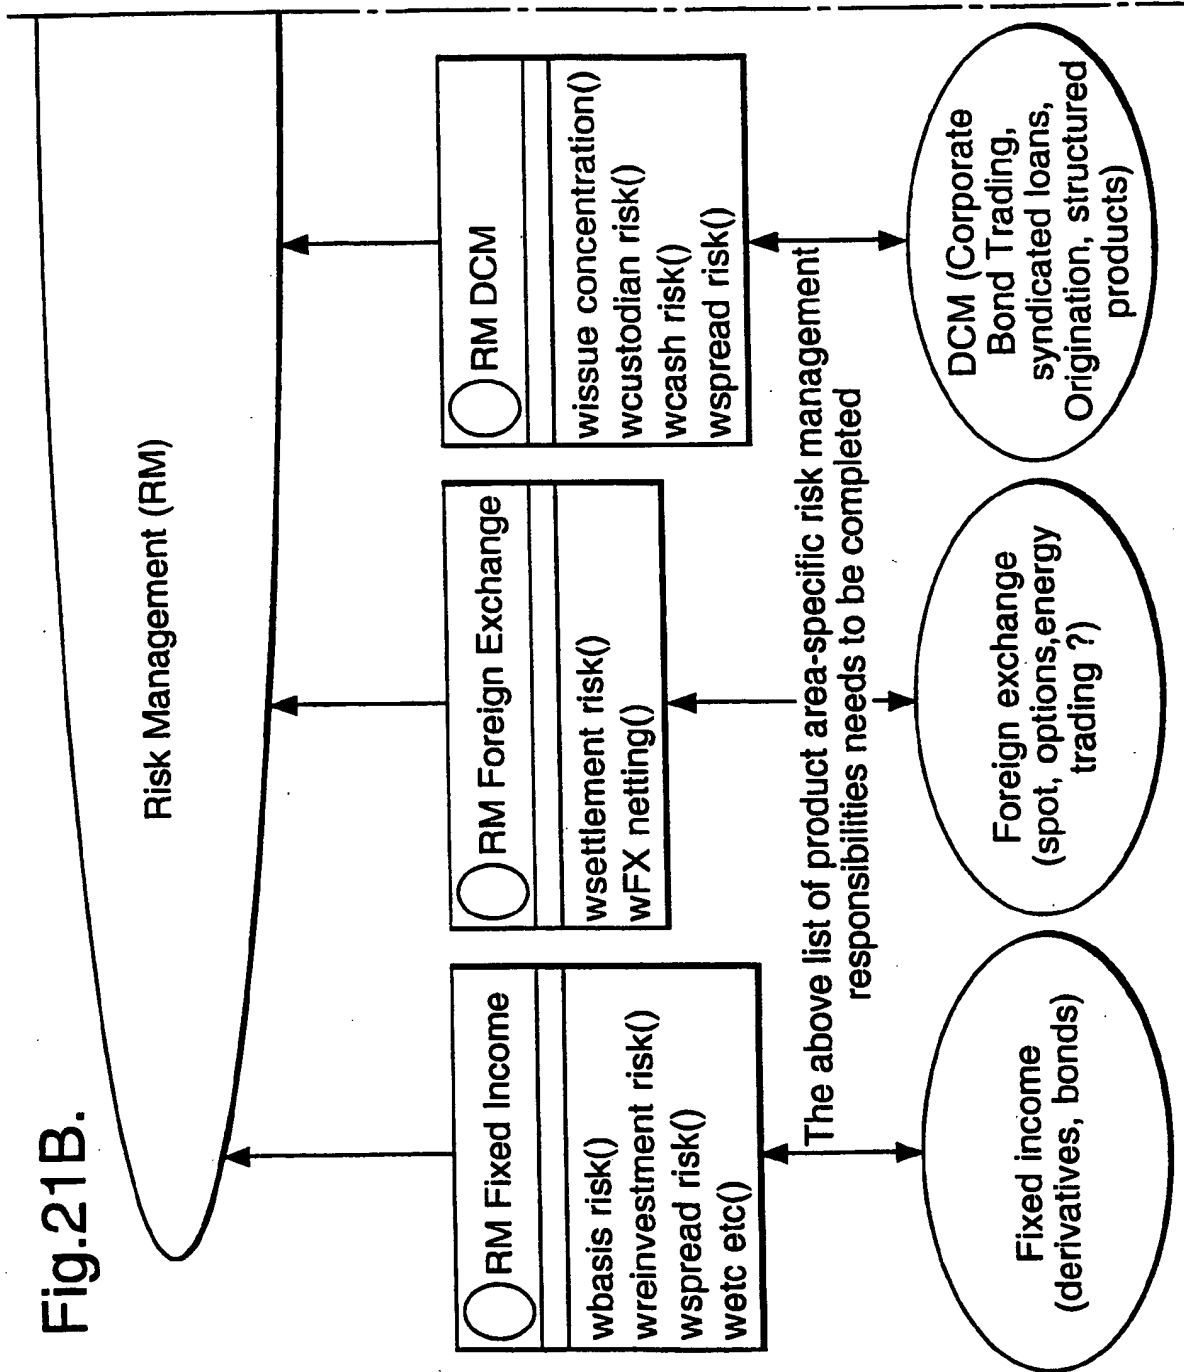 Fig.21B.
Risk Management (RM)
RM Fixed Income
wbasis risk()
wreinvestment risk()
wspread risk()
wetc etc()
RM Foreign Exchange
wsettlement risk()
wFX netting()
RM DCM
wissue concentration()
wcustodian risk()
wcash risk()
wspread risk()
The above list of product area-specific risk management
responsibilities needs to be completed
Fixed income
(derivatives, bonds)
Foreign exchange
(spot, options,energy
trading ?)
DCM (Corporate
Bond Trading,
syndicated loans,
Origination, structured
products)